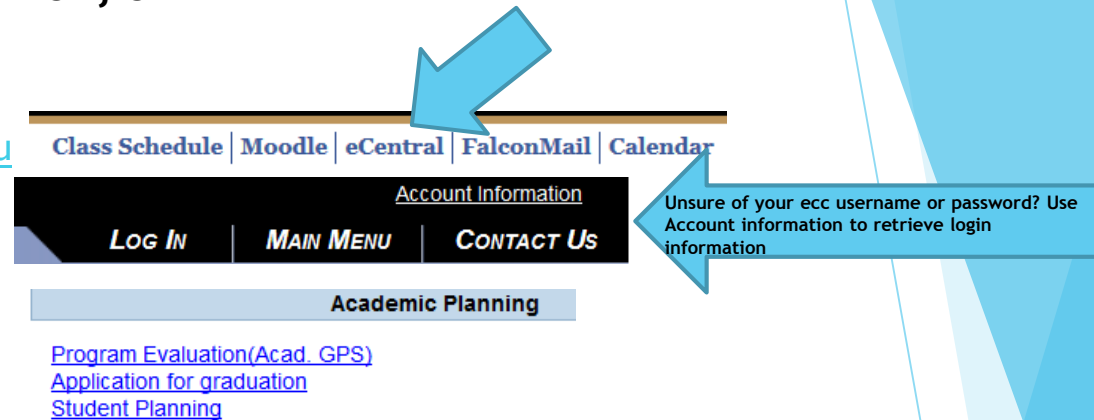 Class Schedule | Moodle | eCentral | FalconMail | Calendar
Account Information
LOG IN | MAIN MENU | CONTACT US
Unsure of your ecc username or password? Use
Account information to retrieve login
information
Academic Planning
Program Evaluation(Acad. GPS)
Application for graduation
Student Planning